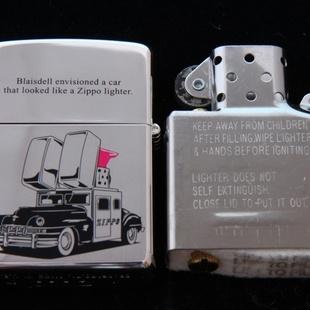 Blaisdell envisioned a car
that looked like a Zippo lighter.
ZIPPO
KEEP AWAY FROM CHILDREN
AFTER FILLING, WIPE LIGHTER
& HANDS BEFORE IGNITING
LIGHTER DOES NOT
SELF EXTINGUISH.
CLOSE LID TO PUT IT OUT.